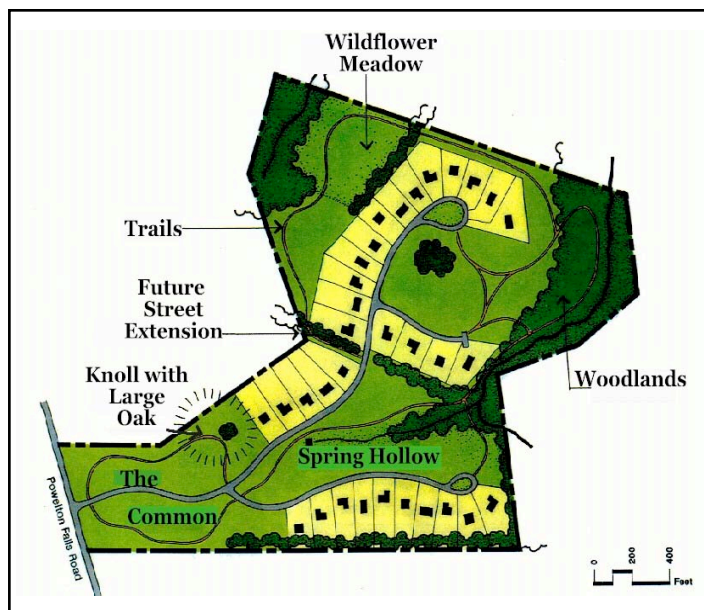 Wildflower
Meadow
Trails
Future
Street
Extension
Knoll with
Large
Oak
Woodlands
The
Common
Spring Hollow
Powelton Falls Road
0 200 400
Feet